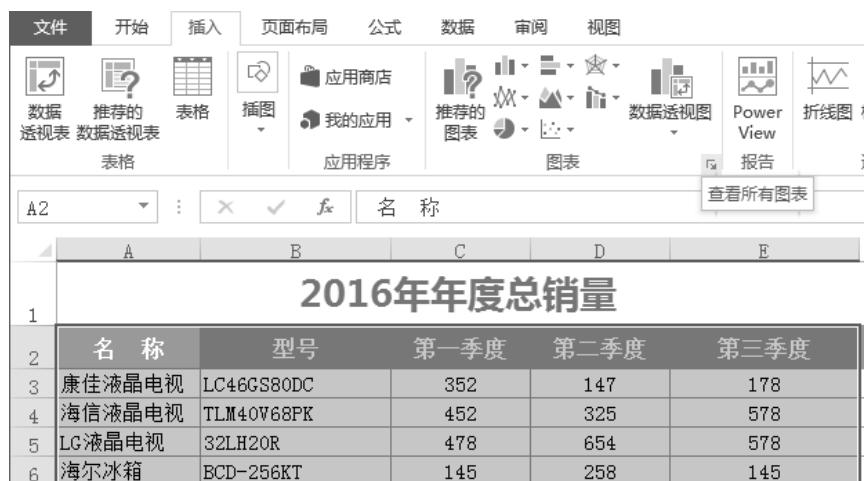 文件 开始 插入 页面布局 公式 数据 审阅 视图
数据透视表 推荐的数据透视表 表格 插图 应用商店 我的应用 推荐的图表 数据透视图 Power View 折线图
表格 应用程序 图表 报告
查看所有图表
A2 fx 名 称
A B C D E
1 2016年年度总销量
2 名 称 型号 第一季度 第二季度 第三季度
3 康佳液晶电视 LC46GS80DC 352 147 178
4 海信液晶电视 TLM40V68PK 452 325 578
5 LG液晶电视 32LH20R 478 654 578
6 海尔冰箱 BCD-256KT 145 258 145